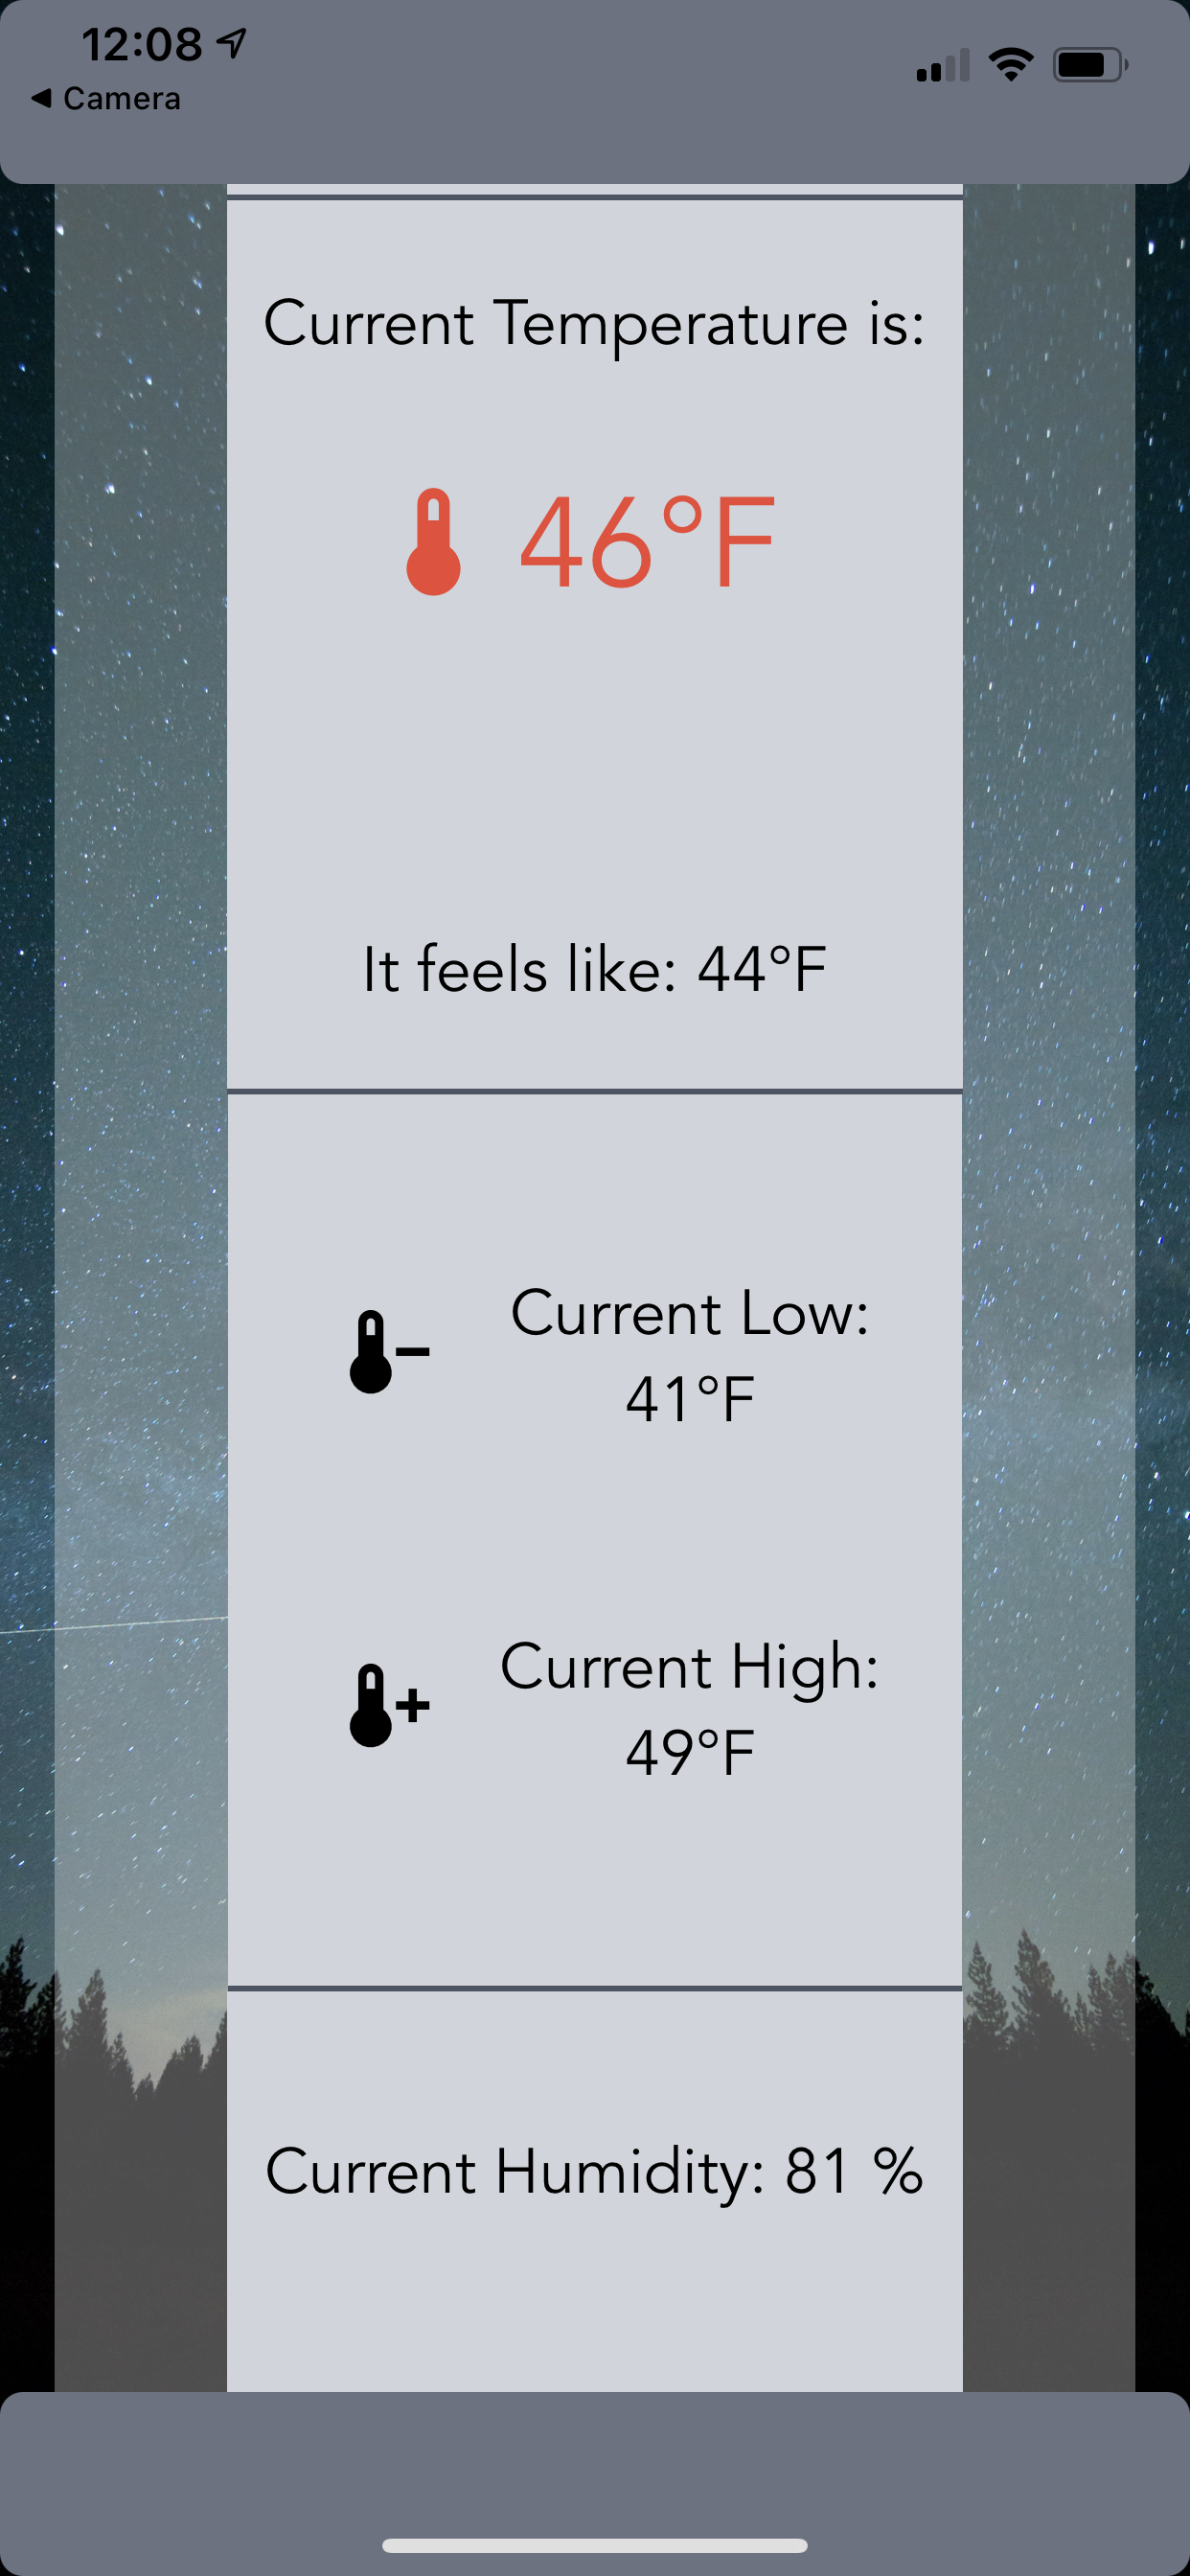 12:08
Camera
Current Temperature is:
46°F
It feels like: 44°F
Current Low:
41°F
Current High:
49°F
Current Humidity: 81 %